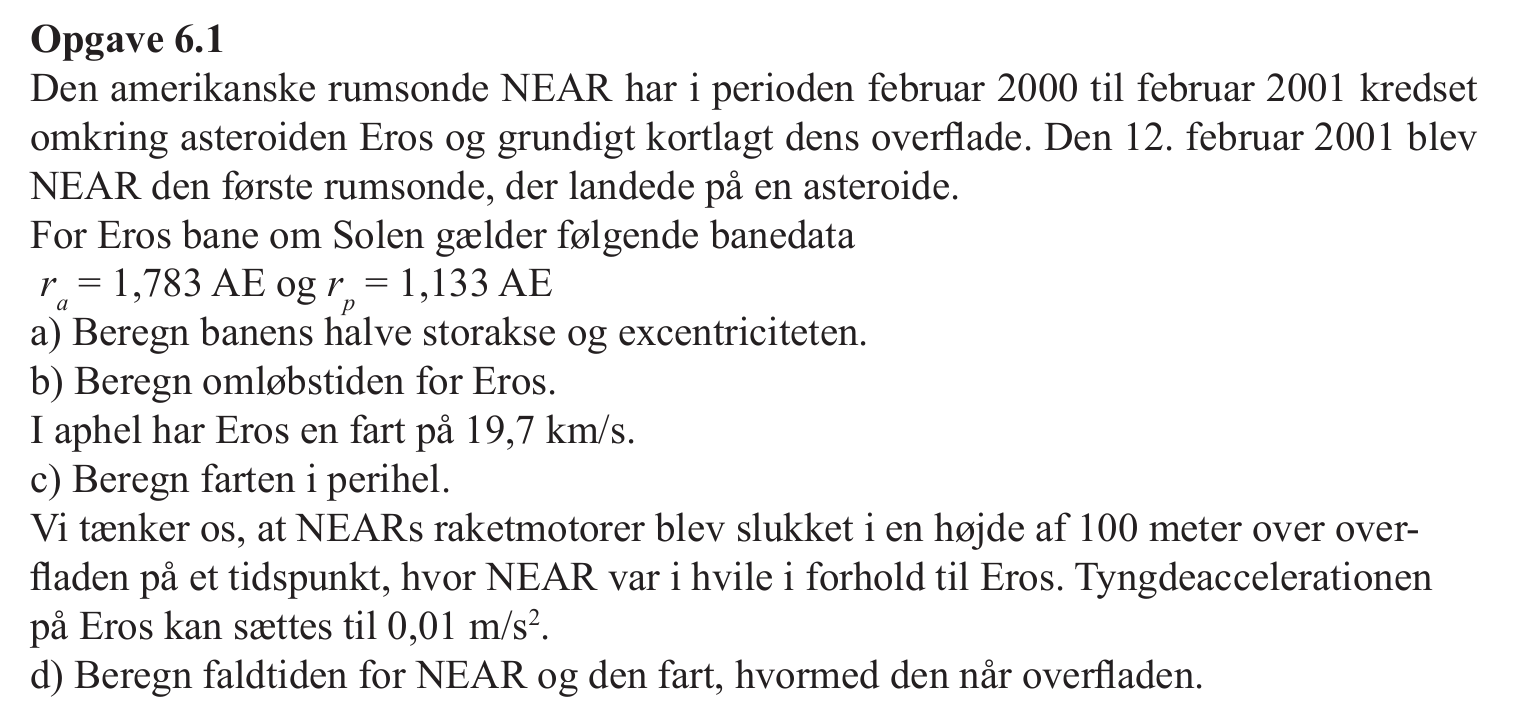 Opgave 6.1
Den amerikanske rumsonde NEAR har i perioden februar 2000 til februar 2001 kredset
omkring asteroiden Eros og grundigt kortlagt dens overflade. Den 12. februar 2001 blev
NEAR den første rumsonde, der landede på en asteroide.
For Eros bane om Solen gælder følgende banedata
rₐ = 1,783 AE og rₚ = 1,133 AE
a) Beregn banens halve storakse og excentriciteten.
b) Beregn omløbstiden for Eros.
I aphel har Eros en fart på 19,7 km/s.
c) Beregn farten i perihel.
Vi tænker os, at NEARs raketmotorer blev slukket i en højde af 100 meter over over-
fladen på et tidspunkt, hvor NEAR var i hvile i forhold til Eros. Tyngdeaccelerationen
på Eros kan sættes til 0,01 m/s².
d) Beregn faldtiden for NEAR og den fart, hvormed den når overfladen.